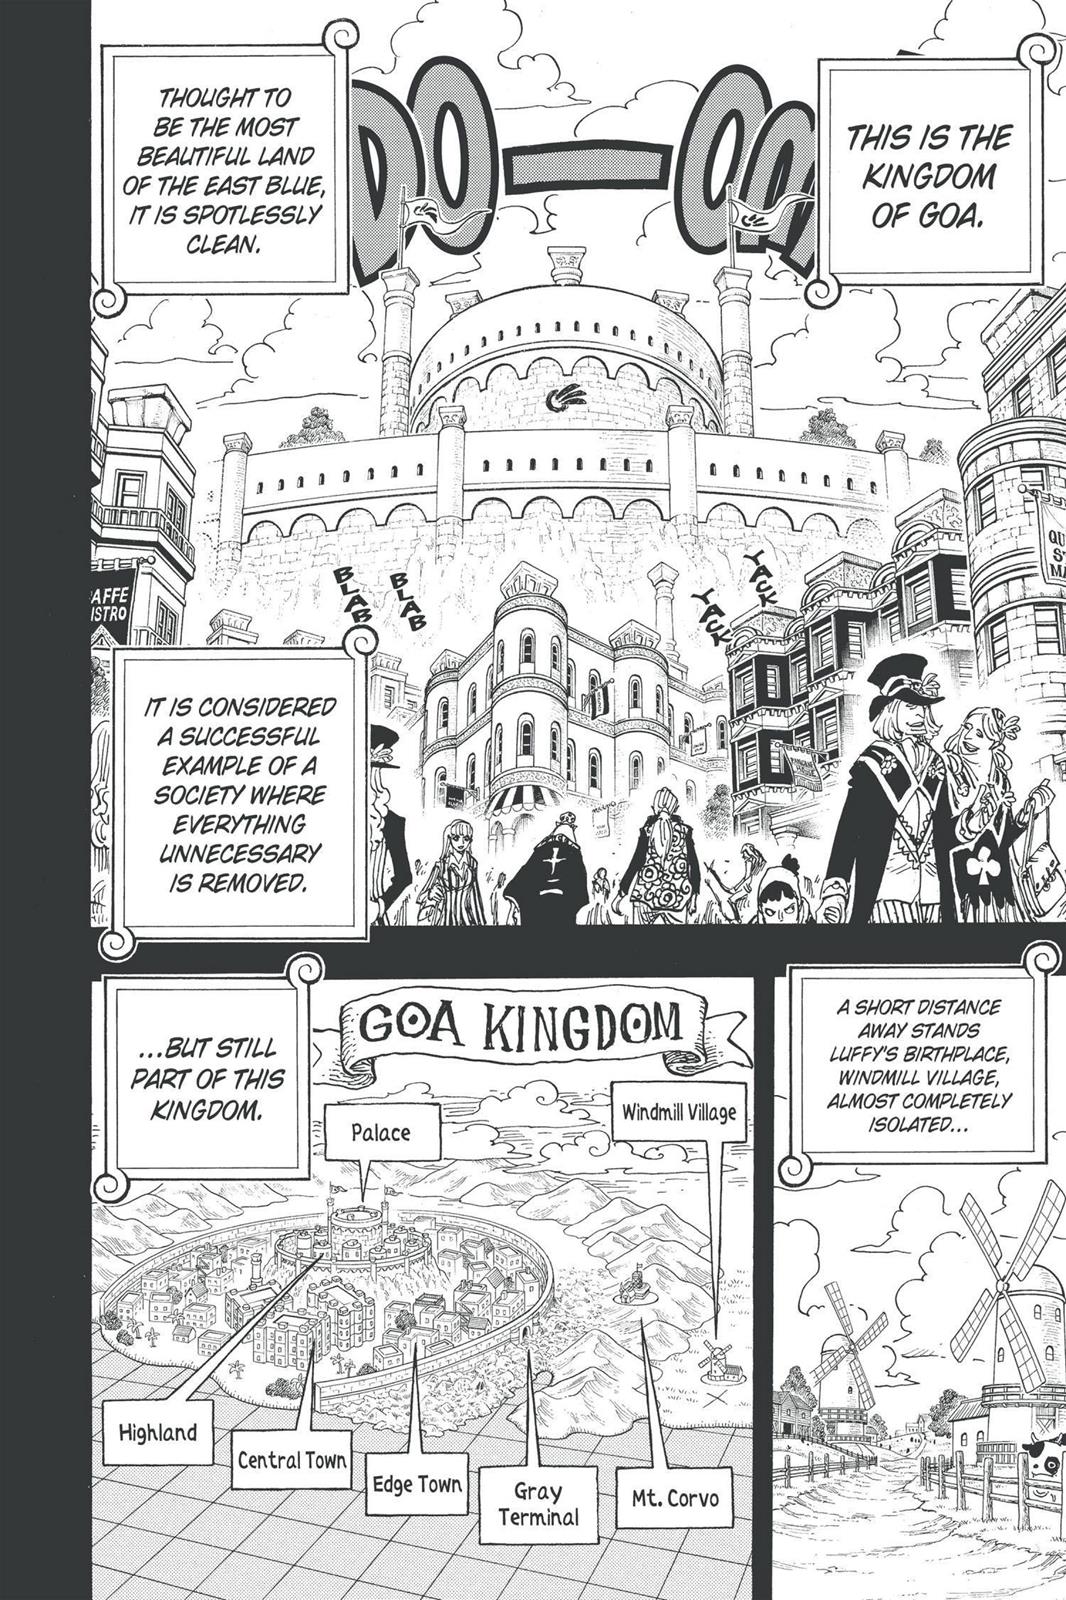 THIS IS THE
KINGDOM
OF GOA.
DO—OM
THOUGHT TO
BE THE MOST
BEAUTIFUL LAND
OF THE EAST BLUE,
IT IS SPOTLESSLY
CLEAN.
YACK
YACK
BLAB
BLAB
IT IS CONSIDERED
A SUCCESSFUL
EXAMPLE OF A
SOCIETY WHERE
EVERYTHING
UNNECESSARY
IS REMOVED.
A SHORT DISTANCE
AWAY STANDS
LUFFY'S BIRTHPLACE,
WINDMILL VILLAGE,
ALMOST COMPLETELY
ISOLATED...
...BUT STILL
PART OF THIS
KINGDOM.
GOA KINGDOM
Palace
Windmill Village
Highland
Central Town
Edge Town
Gray
Terminal
Mt. Corvo